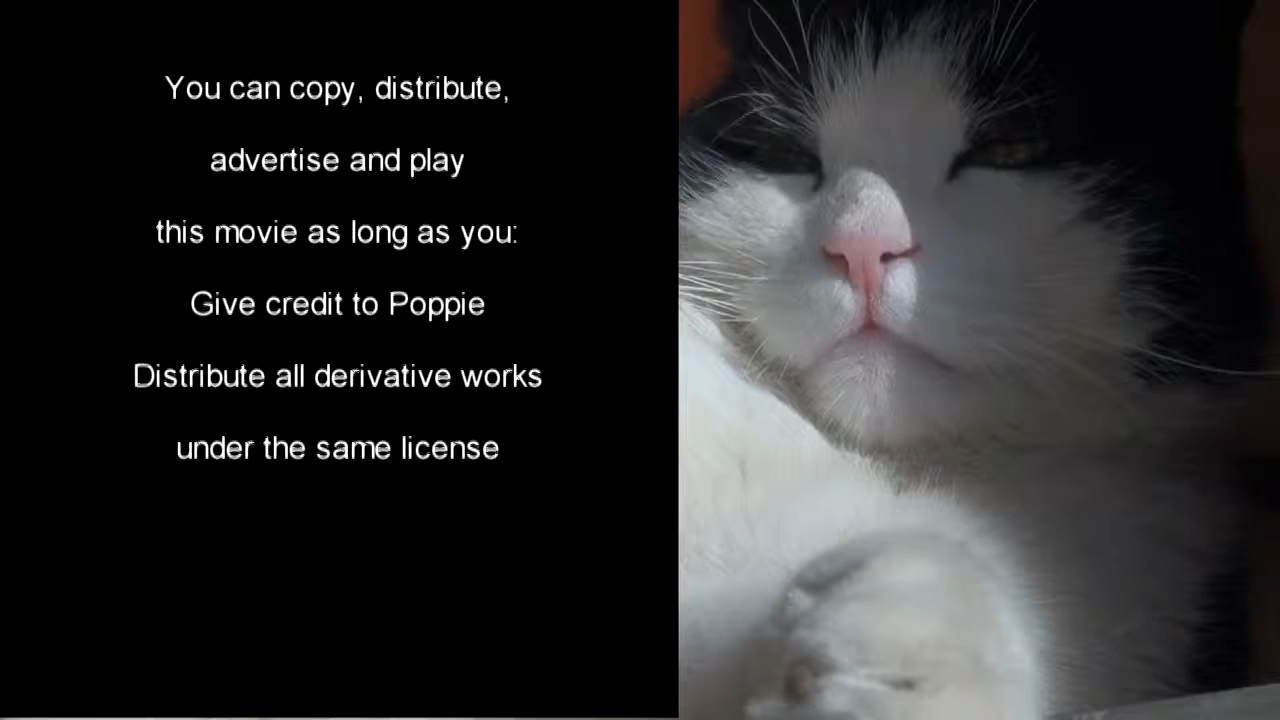 You can copy, distribute,
advertise and play
this movie as long as you:
Give credit to Poppie
Distribute all derivative works
under the same license